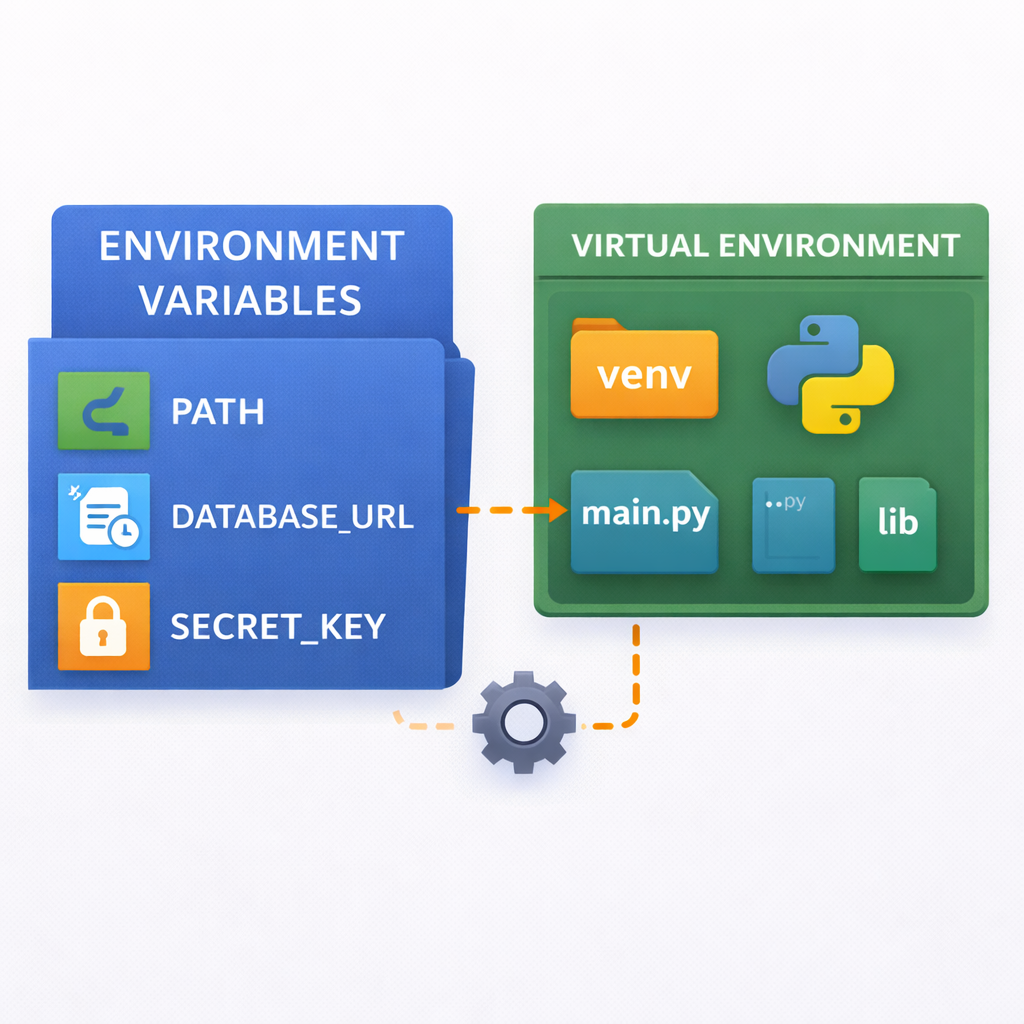 ENVIRONMENT
VARIABLES
PATH
DATABASE_URL
SECRET_KEY
VIRTUAL ENVIRONMENT
venv
main.py
..py
lib